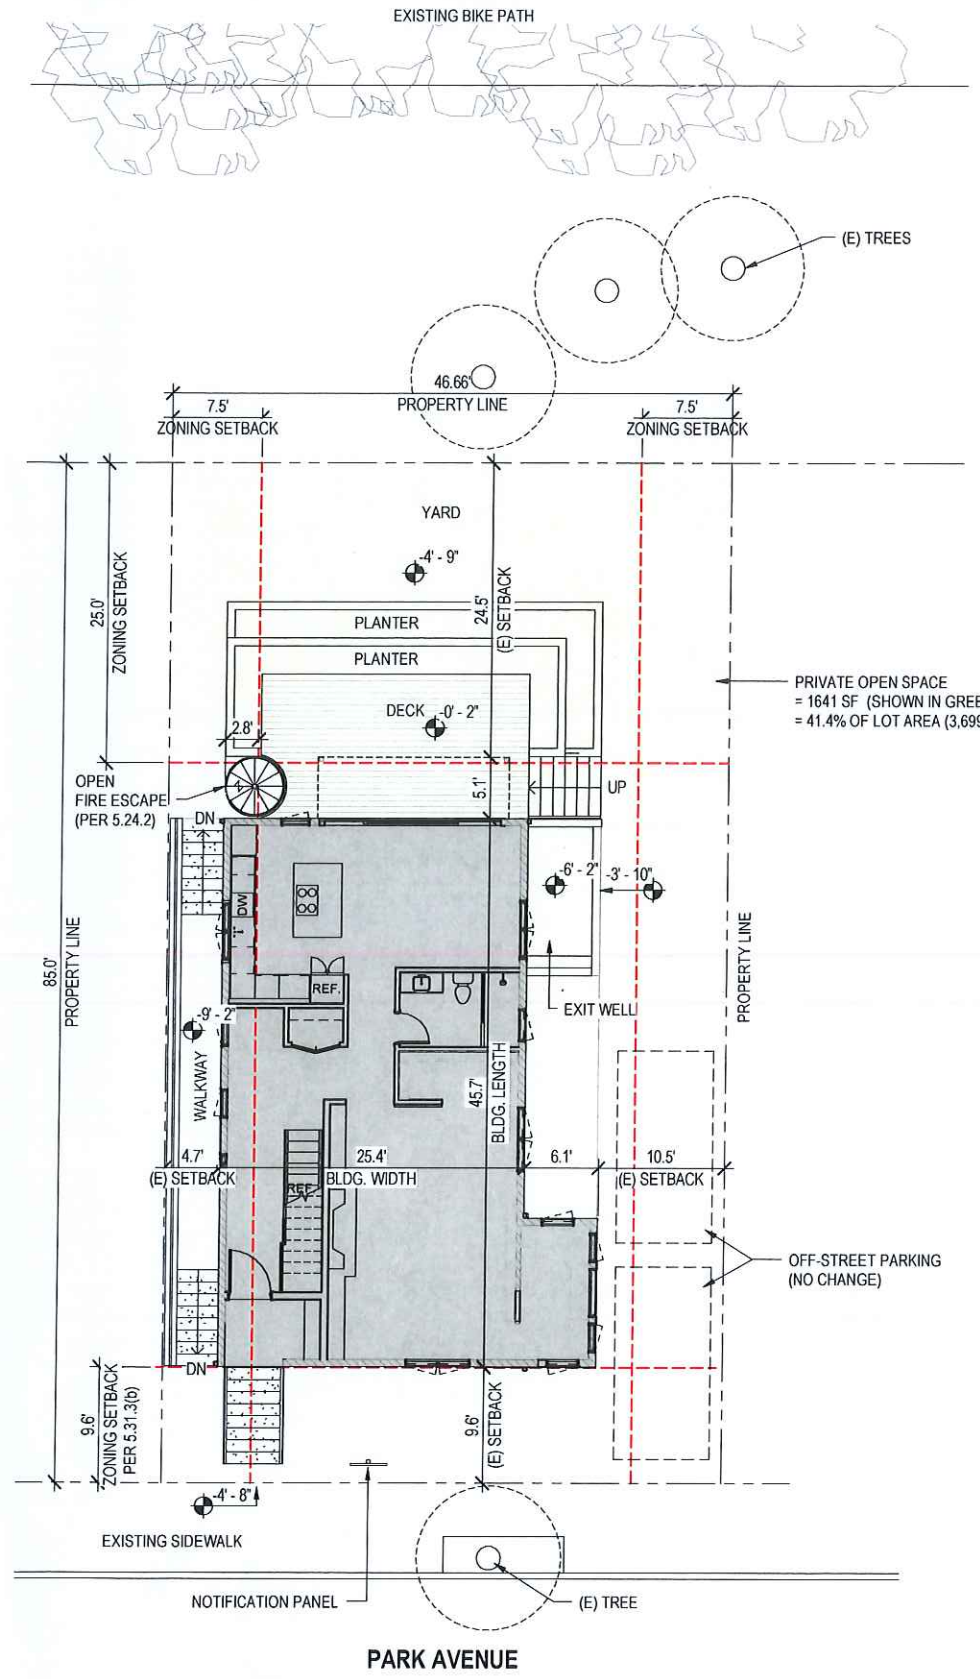 EXISTING BIKE PATH
(E) TREES
46.66'
PROPERTY LINE
7.5'
ZONING SETBACK
7.5'
ZONING SETBACK
YARD
-4' - 9"
25.0'
ZONING SETBACK
24.5'
(E) SETBACK
PLANTER
PLANTER
PRIVATE OPEN SPACE
= 1641 SF (SHOWN IN GREE
= 41.4% OF LOT AREA (3,699
DECK
-0' - 2"
2.8'
OPEN
FIRE ESCAPE
(PER 5.24.2)
5.1'
UP
DN
-6' - 2"
-3' - 10"
DW
85.0'
PROPERTY LINE
PROPERTY LINE
REF.
EXIT WELL
-9' - 2"
WALKWAY
45.7'
BLDG. LENGTH
4.7'
(E) SETBACK
25.4'
BLDG. WIDTH
6.1'
10.5'
(E) SETBACK
REF.
OFF-STREET PARKING
(NO CHANGE)
DN
9.6'
ZONING SETBACK
PER 5.31.3(b)
9.6'
(E) SETBACK
-4' - 8"
EXISTING SIDEWALK
NOTIFICATION PANEL
(E) TREE
PARK AVENUE